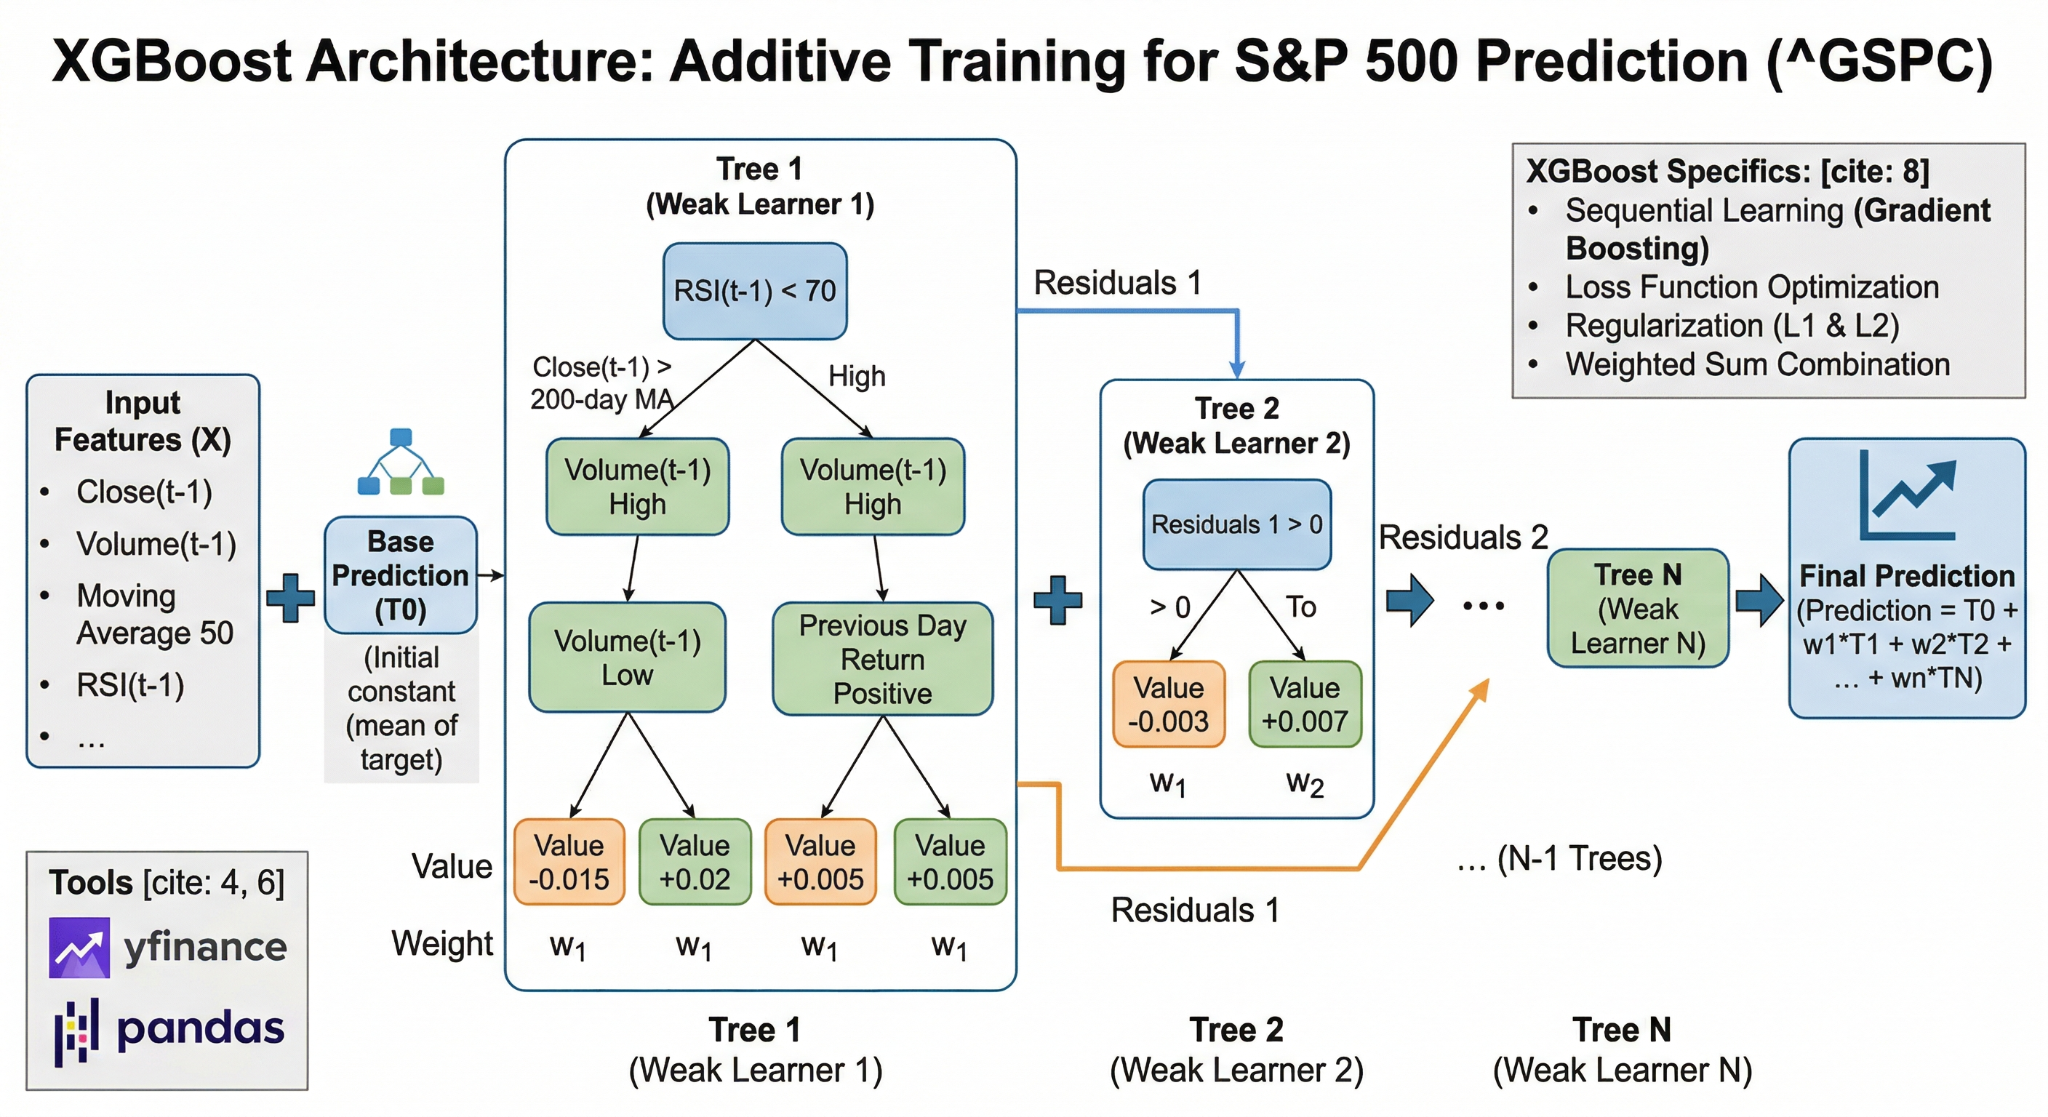 XGBoost Architecture: Additive Training for S&P 500 Prediction (^GSPC)
Input
Features (X)
• Close(t-1)
• Volume(t-1)
• Moving
Average 50
• RSI(t-1)
• ...
Base
Prediction
(T0)
(Initial
constant
(mean of
target)
Tree 1
(Weak Learner 1)
RSI(t-1) < 70
Close(t-1) >
200-day MA
High
Volume(t-1)
High
Volume(t-1)
High
Volume(t-1)
Low
Previous Day
Return
Positive
Value
Value
-0.015
Value
+0.02
Value
+0.005
Value
+0.005
Weight
w1
w1
w1
w1
Residuals 1
Tree 2
(Weak Learner 2)
Residuals 1 > 0
> 0
To
Value
-0.003
Value
+0.007
w1
w2
Residuals 1
Residuals 2
...
Tree N
(Weak
Learner N)
... (N-1 Trees)
XGBoost Specifics: [cite: 8]
• Sequential Learning (Gradient
Boosting)
• Loss Function Optimization
• Regularization (L1 & L2)
• Weighted Sum Combination
Final Prediction
(Prediction = T0 +
w1*T1 + w2*T2 +
... + wn*TN)
Tools [cite: 4, 6]
yfinance
pandas
Tree 1
(Weak Learner 1)
Tree 2
(Weak Learner 2)
Tree N
(Weak Learner N)